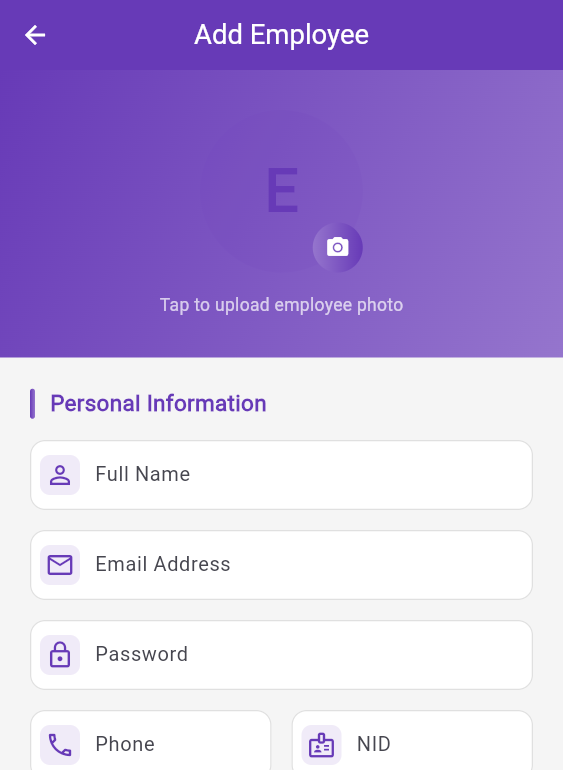 Add Employee
E
Tap to upload employee photo
Personal Information
Full Name
Email Address
Password
Phone
NID